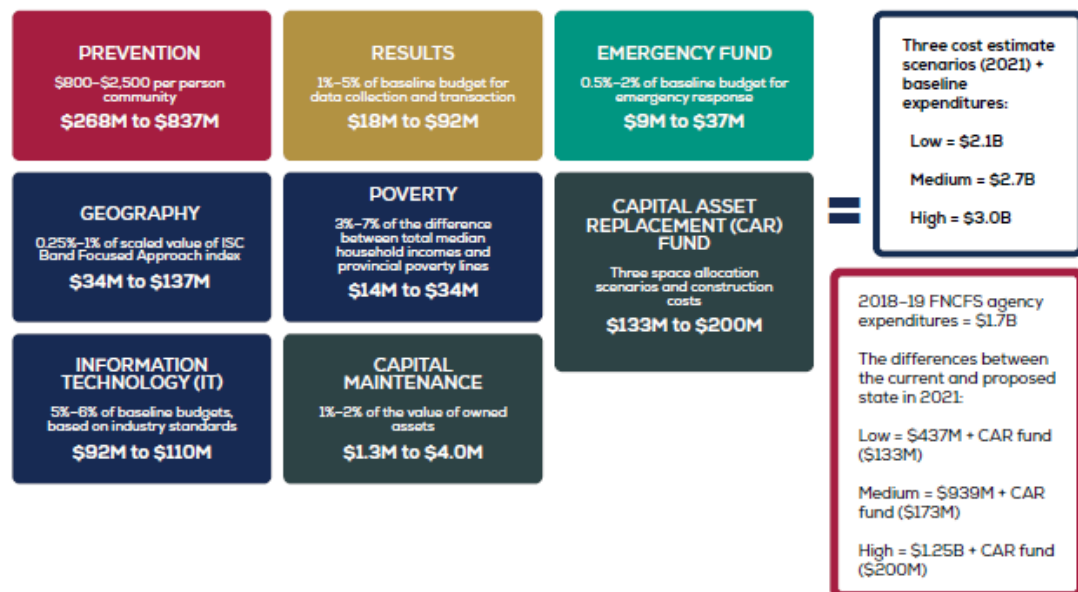 PREVENTION
$800–$2,500 per person
community
$268M to $837M
RESULTS
1%–5% of baseline budget for
data collection and transaction
$18M to $92M
EMERGENCY FUND
0.5%–2% of baseline budget for
emergency response
$9M to $37M
GEOGRAPHY
0.25%–1% of scaled value of ISC
Band Focused Approach index
$34M to $137M
POVERTY
3%–7% of the difference
between total median
household incomes and
provincial poverty lines
$14M to $34M
CAPITAL ASSET
REPLACEMENT (CAR)
FUND
Three space allocation
scenarios and construction
costs
$133M to $200M
INFORMATION
TECHNOLOGY (IT)
5%–6% of baseline budgets,
based on industry standards
$92M to $110M
CAPITAL
MAINTENANCE
1%–2% of the value of owned
assets
$1.3M to $4.0M
=
Three cost estimate
scenarios (2021) +
baseline
expenditures:
Low = $2.1B
Medium = $2.7B
High = $3.0B
2018–19 FNCFS agency
expenditures = $1.7B
The differences between
the current and proposed
state in 2021:
Low = $437M + CAR fund
($133M)
Medium = $939M + CAR
fund ($173M)
High = $1.25B + CAR fund
($200M)